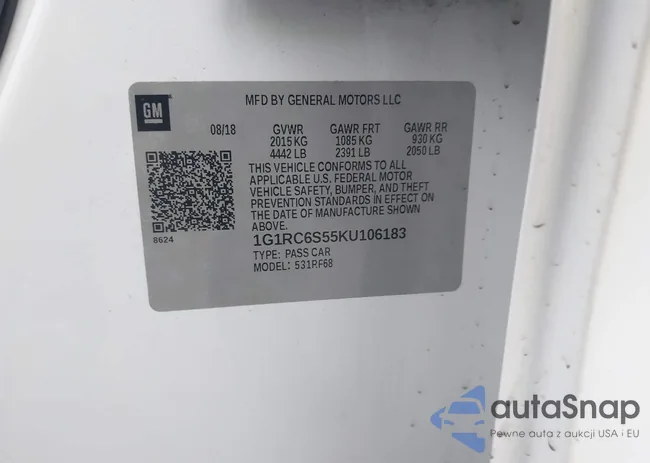 GM
MFD BY GENERAL MOTORS LLC
08/18 GVWR GAWR FRT GAWR RR
2015 KG 1085 KG 930 KG
4442 LB 2391 LB 2050 LB
THIS VEHICLE CONFORMS TO ALL
APPLICABLE U.S. FEDERAL MOTOR
VEHICLE SAFETY, BUMPER, AND THEFT
PREVENTION STANDARDS IN EFFECT ON
THE DATE OF MANUFACTURE SHOWN
ABOVE.
8624
1G1RC6S55KU106183
TYPE: PASS CAR
MODEL: 531RF68
autaSnap
Pewne auta z aukcji USA i EU